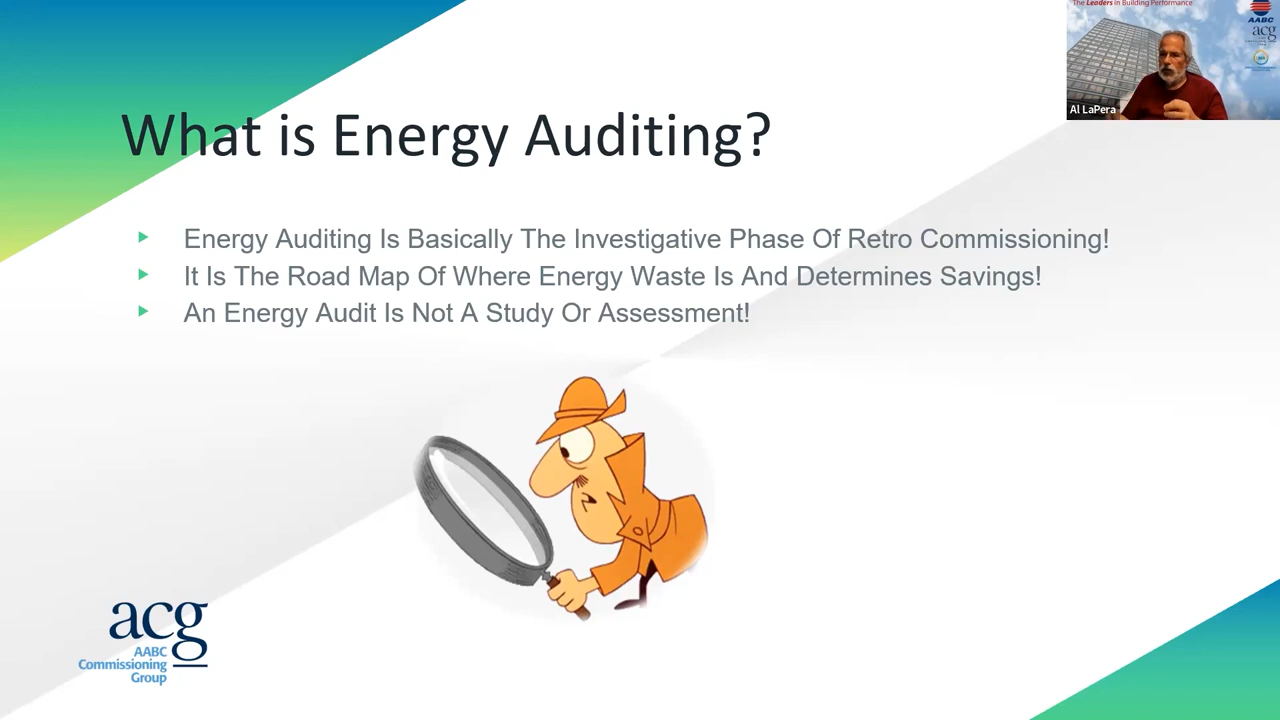 The Leaders in Building Performance
AABC
acg
Al LaPera
What is Energy Auditing?
Energy Auditing Is Basically The Investigative Phase Of Retro Commissioning!
It Is The Road Map Of Where Energy Waste Is And Determines Savings!
An Energy Audit Is Not A Study Or Assessment!
acg
AABC
Commissioning
Group